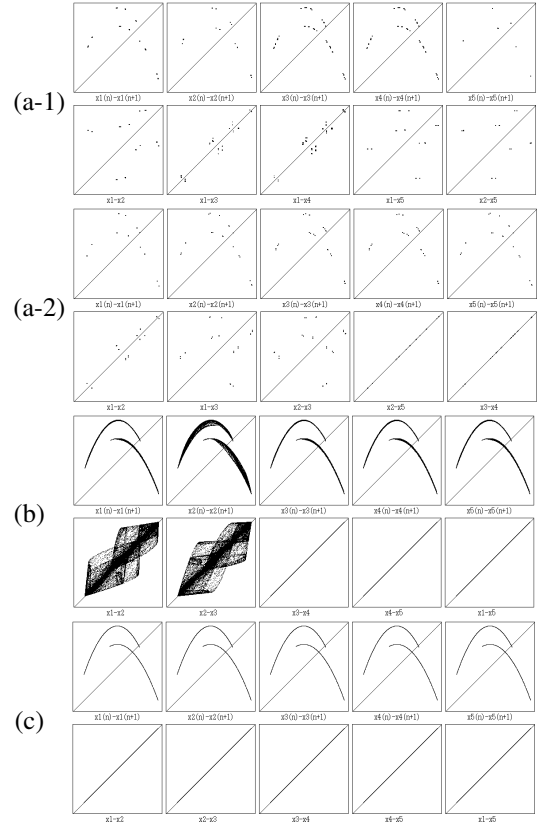 x1(n)-x1(n+1) x2(n)-x2(n+1) x3(n)-x3(n+1) x4(n)-x4(n+1) x5(n)-x5(n+1)
(a-1)
x1-x2 x1-x3 x1-x4 x1-x5 x2-x5
x1(n)-x1(n+1) x2(n)-x2(n+1) x3(n)-x3(n+1) x4(n)-x4(n+1) x5(n)-x5(n+1)
(a-2)
x1-x2 x1-x3 x2-x3 x2-x5 x3-x4
x1(n)-x1(n+1) x2(n)-x2(n+1) x3(n)-x3(n+1) x4(n)-x4(n+1) x5(n)-x5(n+1)
(b)
x1-x2 x2-x3 x3-x4 x4-x5 x1-x5
x1(n)-x1(n+1) x2(n)-x2(n+1) x3(n)-x3(n+1) x4(n)-x4(n+1) x5(n)-x5(n+1)
(c)
x1-x2 x2-x3 x3-x4 x4-x5 x1-x5